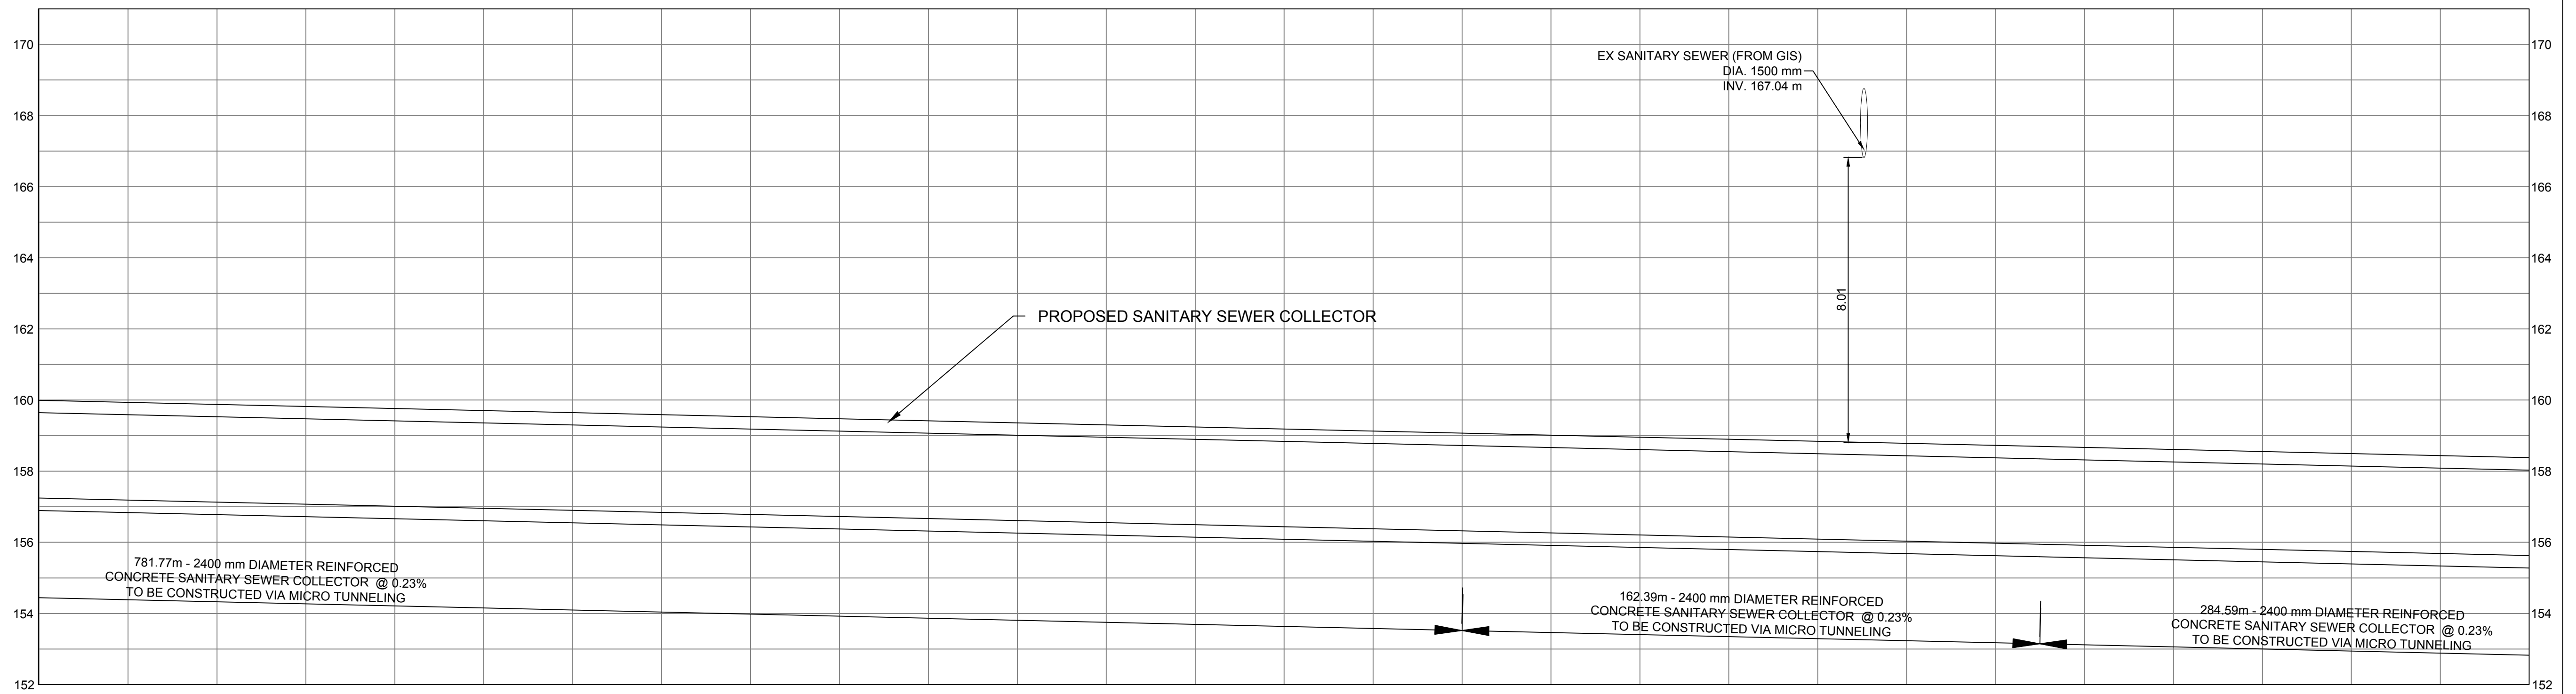 170
168
166
164
162
160
158
156
154
152
EX SANITARY SEWER (FROM GIS)
DIA. 1500 mm
INV. 167.04 m
8.01
PROPOSED SANITARY SEWER COLLECTOR
781.77m - 2400 mm DIAMETER REINFORCED
CONCRETE SANITARY SEWER COLLECTOR @ 0.23%
TO BE CONSTRUCTED VIA MICRO TUNNELING
162.39m - 2400 mm DIAMETER REINFORCED
CONCRETE SANITARY SEWER COLLECTOR @ 0.23%
TO BE CONSTRUCTED VIA MICRO TUNNELING
284.59m - 2400 mm DIAMETER REINFORCED
CONCRETE SANITARY SEWER COLLECTOR @ 0.23%
TO BE CONSTRUCTED VIA MICRO TUNNELING
170
168
166
164
162
160
158
156
154
152